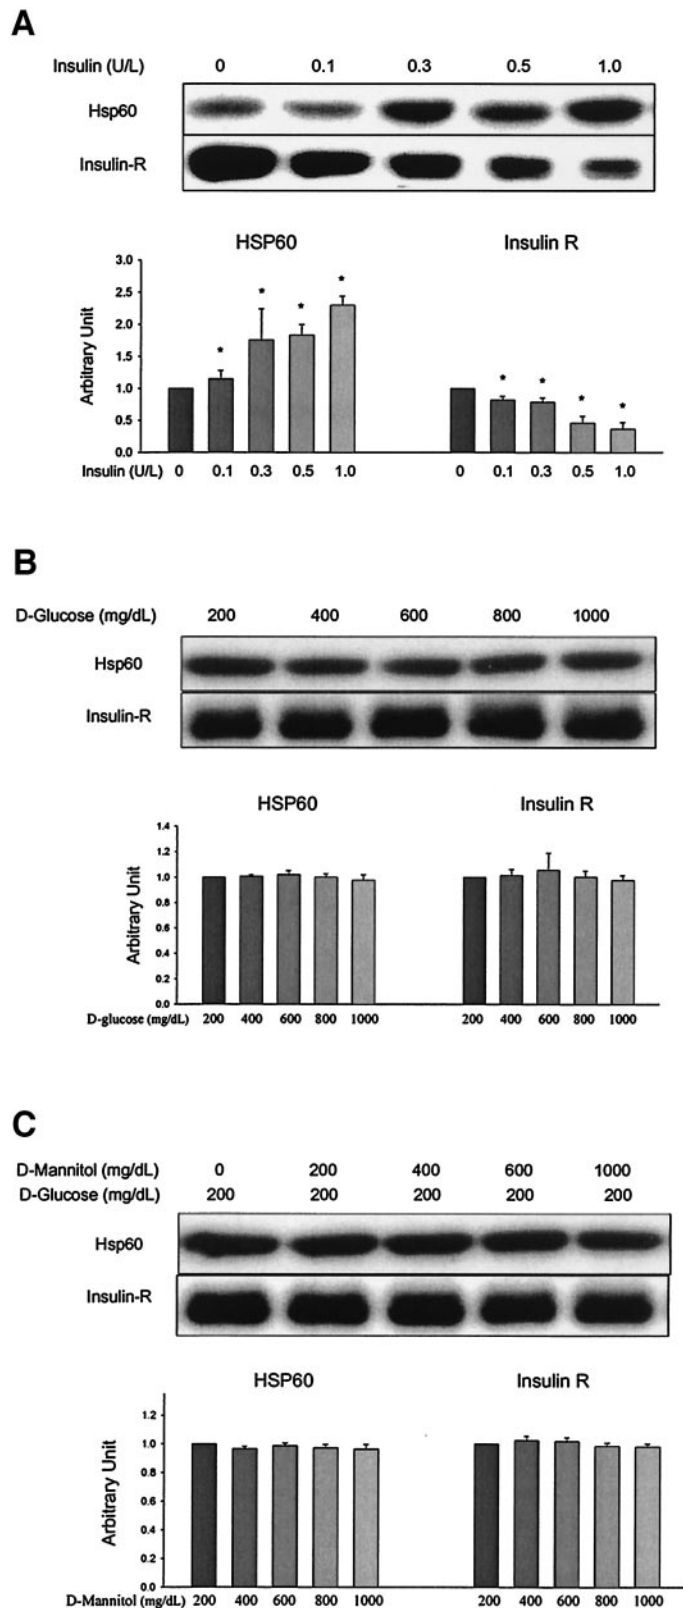 A
Insulin (U/L) 0 0.1 0.3 0.5 1.0
Hsp60
Insulin-R
HSP60 Insulin R
3.0
2.5
2.0
1.5
1.0
0.5
0.0
Arbitrary Unit
* * * * *
* * * *
Insulin (U/L) 0 0.1 0.3 0.5 1.0 0 0.1 0.3 0.5 1.0
B
D-Glucose (mg/dL) 200 400 600 800 1000
Hsp60
Insulin-R
HSP60 Insulin R
1.4
1.2
1.0
0.8
0.6
0.4
0.2
0.0
Arbitrary Unit
D-glucose (mg/dL) 200 400 600 800 1000 200 400 600 800 1000
C
D-Mannitol (mg/dL) 0 200 400 600 1000
D-Glucose (mg/dL) 200 200 200 200 200
Hsp60
Insulin-R
HSP60 Insulin R
1.2
1.0
0.8
0.6
0.4
0.2
0.0
Arbitrary Unit
D-Mannitol (mg/dL) 200 400 600 800 1000 200 400 600 800 1000